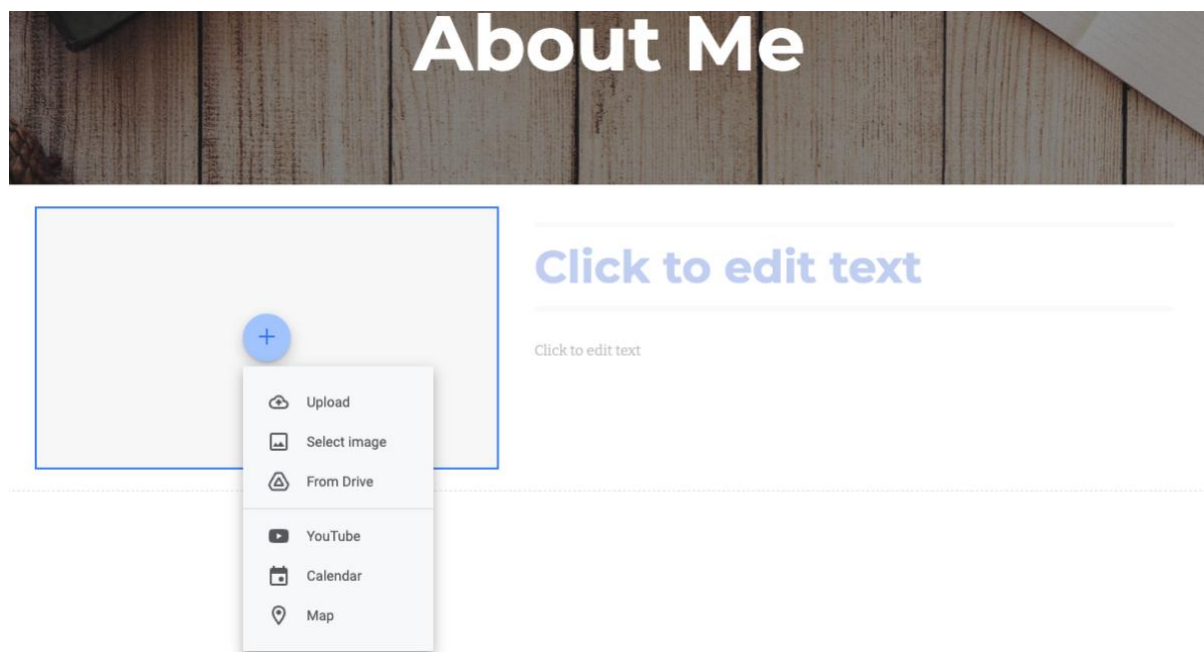 About Me
Click to edit text
Click to edit text
Upload
Select image
From Drive
YouTube
Calendar
Map